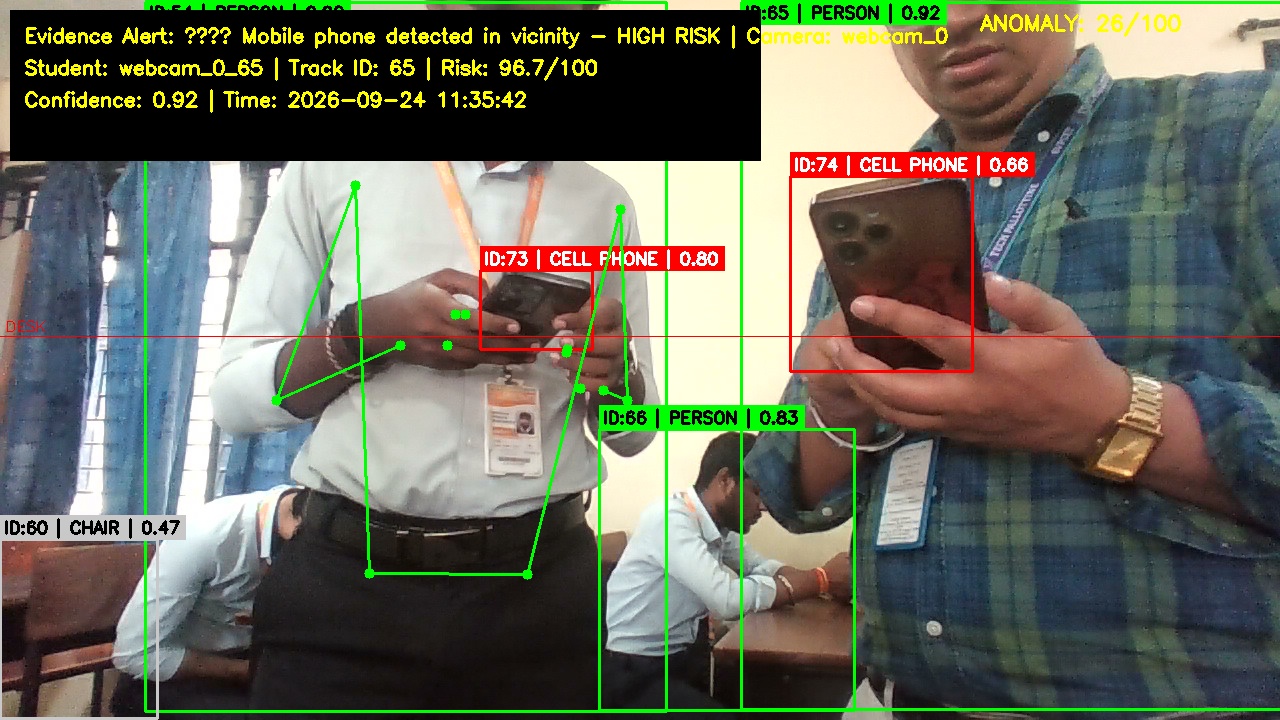 ID:65 | PERSON | 0.92
ANOMALY: 26/100
Evidence Alert: ???? Mobile phone detected in vicinity - HIGH RISK | Camera: webcam_0
Student: webcam_0_65 | Track ID: 65 | Risk: 96.7/100
Confidence: 0.92 | Time: 2026-09-24 11:35:42
ID:74 | CELL PHONE | 0.66
TECH PALLOTTINE
ID:73 | CELL PHONE | 0.80
DESK
ID:66 | PERSON | 0.83
ID:60 | CHAIR | 0.47